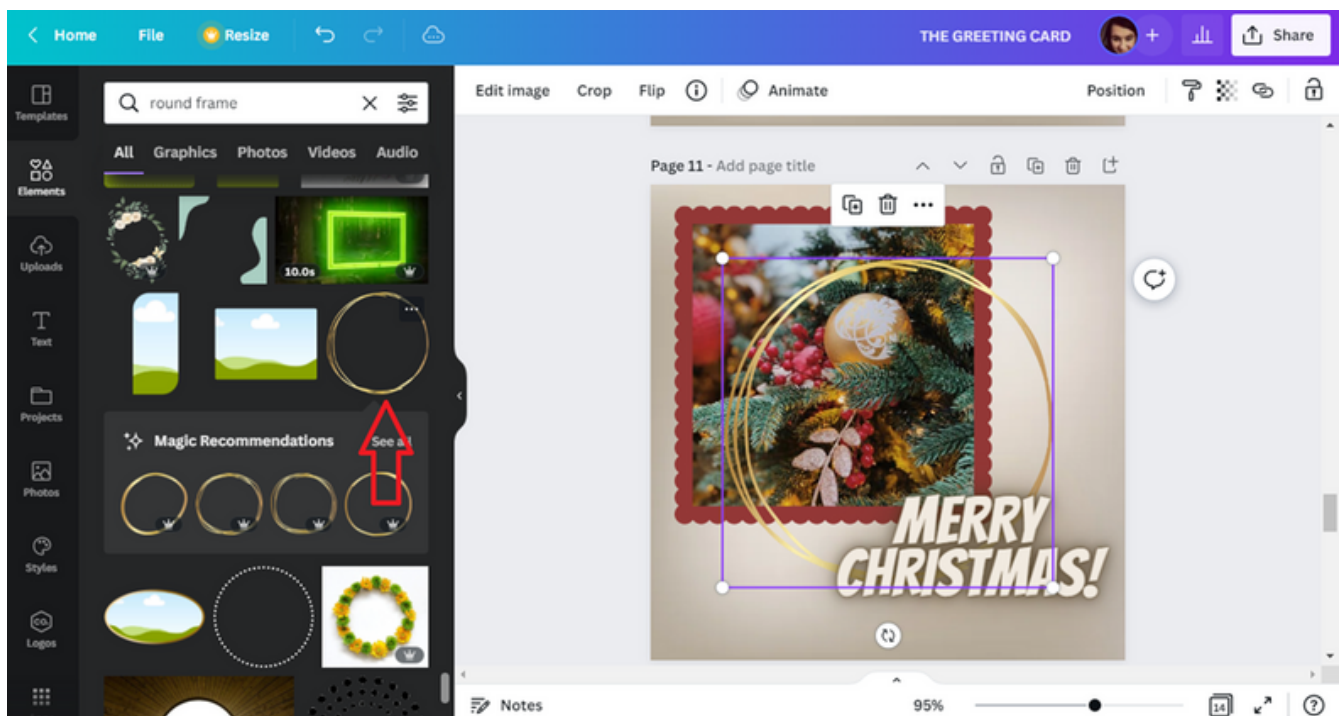 Home File Resize THE GREETING CARD + Share
Templates
Elements
Uploads
Text
Projects
Photos
Styles
CO.
Logos
round frame
All Graphics Photos Videos Audio
10.0s
Magic Recommendations See all
Edit image Crop Flip Animate Position
Page 11 - Add page title
MERRY
CHRISTMAS!
Notes 95% 14